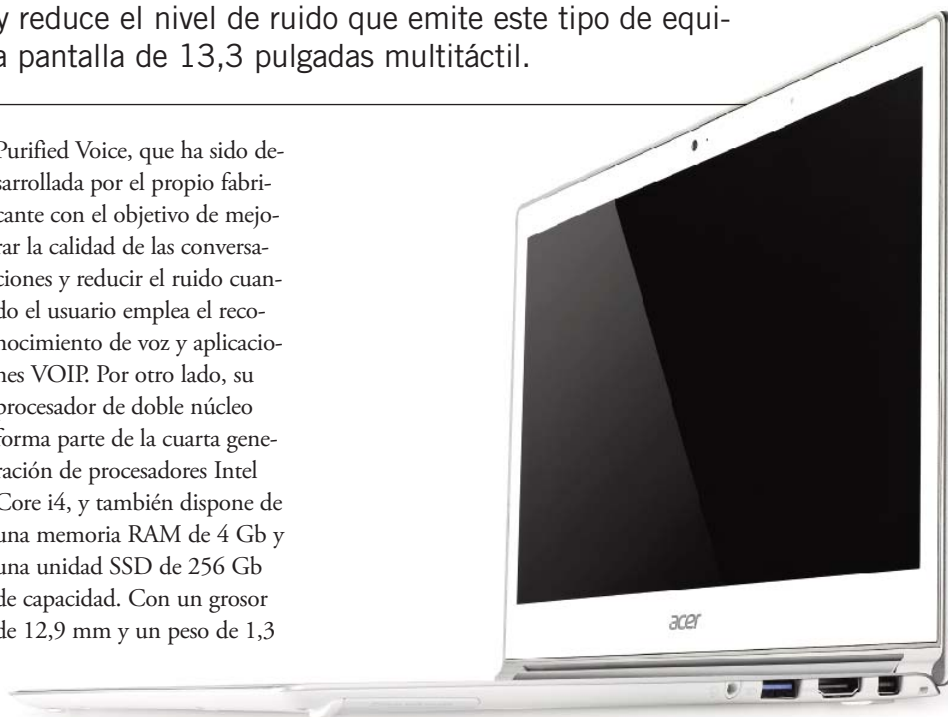 y reduce el nivel de ruido que emite este tipo de equi-
a pantalla de 13,3 pulgadas multitáctil.
Purified Voice, que ha sido de-
sarrollada por el propio fabri-
cante con el objetivo de mejo-
rar la calidad de las conversa-
ciones y reducir el ruido cuan-
do el usuario emplea el reco-
nocimiento de voz y aplicacio-
nes VOIP. Por otro lado, su
procesador de doble núcleo
forma parte de la cuarta gene-
ración de procesadores Intel
Core i4, y también dispone de
una memoria RAM de 4 Gb y
una unidad SSD de 256 Gb
de capacidad. Con un grosor
de 12,9 mm y un peso de 1,3
acer